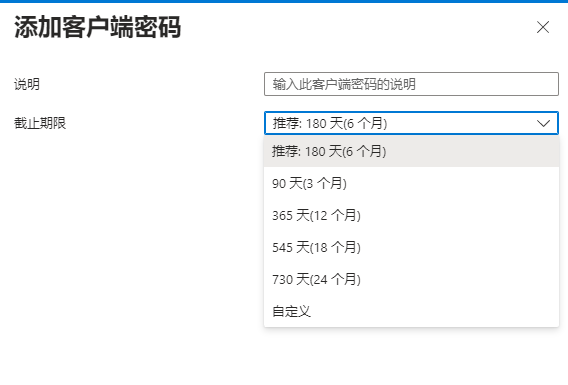 添加客户端密码
说明
输入此客户端密码的说明
截止期限
推荐: 180 天(6 个月)
推荐: 180 天(6 个月)
90 天(3 个月)
365 天(12 个月)
545 天(18 个月)
730 天(24 个月)
自定义